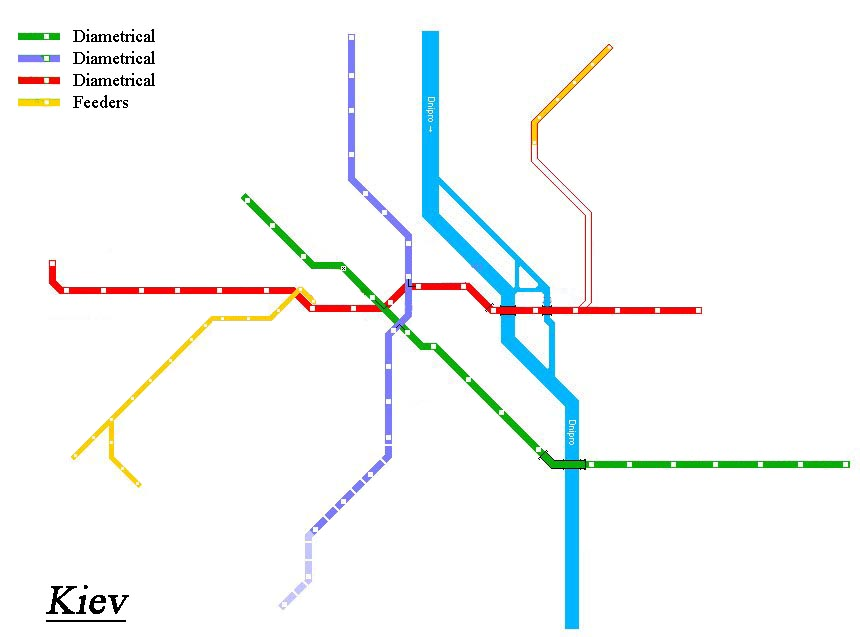 Diametrical
Diametrical
Diametrical
Feeders
Dnipro →
Dnipro
Kiev